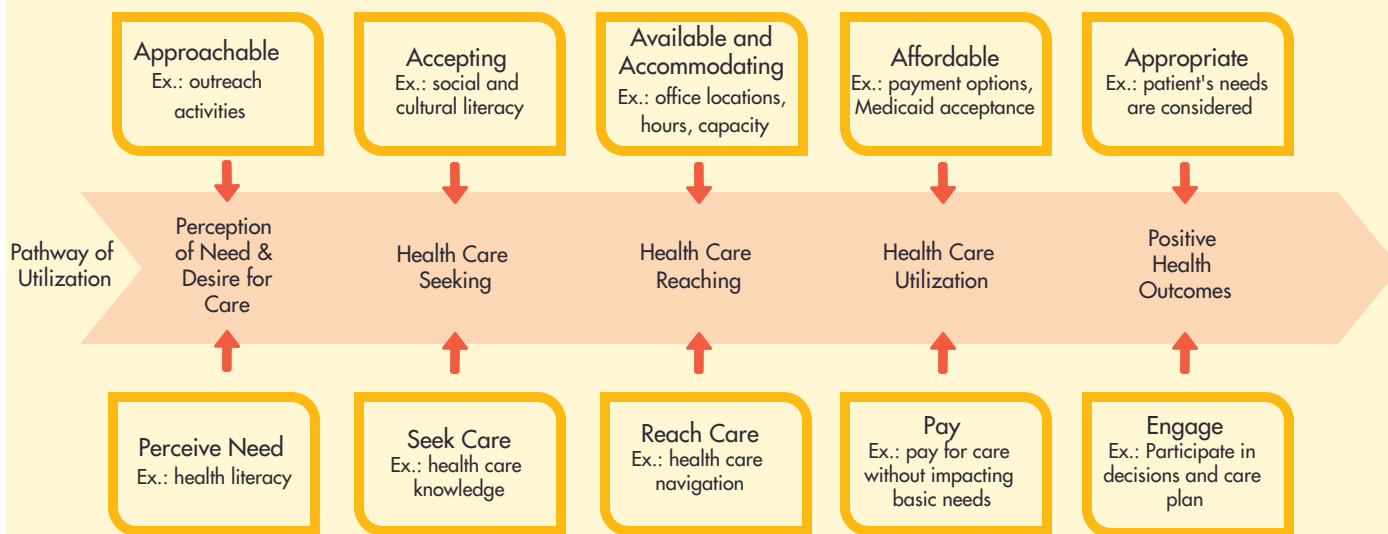 Approachable
Ex.: outreach
activities
Accepting
Ex.: social and
cultural literacy
Available and
Accommodating
Ex.: office locations,
hours, capacity
Affordable
Ex.: payment options,
Medicaid acceptance
Appropriate
Ex.: patient's needs
are considered
Pathway of
Utilization
Perception
of Need &
Desire for
Care
Health Care
Seeking
Health Care
Reaching
Health Care
Utilization
Positive
Health
Outcomes
Perceive Need
Ex.: health literacy
Seek Care
Ex.: health care
knowledge
Reach Care
Ex.: health care
navigation
Pay
Ex.: pay for care
without impacting
basic needs
Engage
Ex.: Participate in
decisions and care
plan